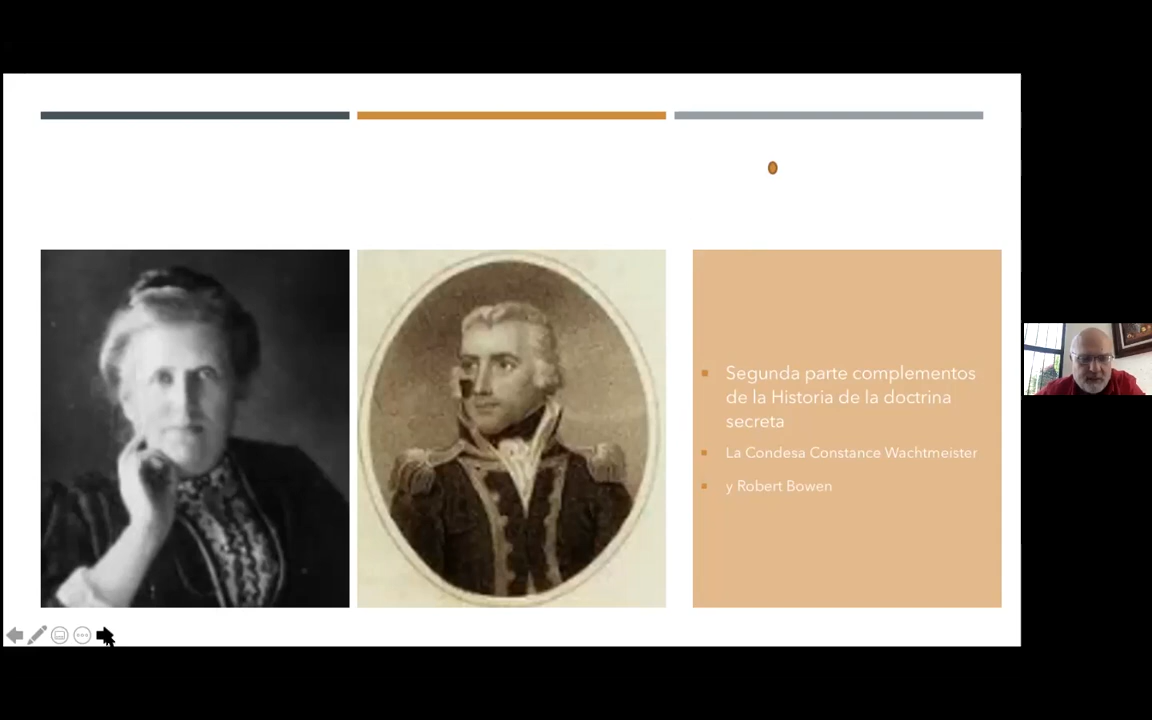 Segunda parte complementos
de la Historia de la doctrina
secreta
La Condesa Constance Wachtmeister
y Robert Bowen